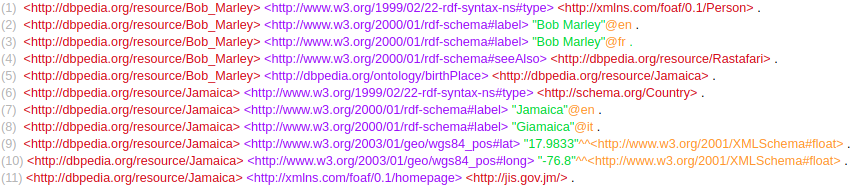 (1) <http://dbpedia.org/resource/Bob_Marley> <http://www.w3.org/1999/02/22-rdf-syntax-ns#type> <http://xmlns.com/foaf/0.1/Person> .
(2) <http://dbpedia.org/resource/Bob_Marley> <http://www.w3.org/2000/01/rdf-schema#label> "Bob Marley"@en .
(3) <http://dbpedia.org/resource/Bob_Marley> <http://www.w3.org/2000/01/rdf-schema#label> "Bob Marley"@fr .
(4) <http://dbpedia.org/resource/Bob_Marley> <http://www.w3.org/2000/01/rdf-schema#seeAlso> <http://dbpedia.org/resource/Rastafari> .
(5) <http://dbpedia.org/resource/Bob_Marley> <http://dbpedia.org/ontology/birthPlace> <http://dbpedia.org/resource/Jamaica> .
(6) <http://dbpedia.org/resource/Jamaica> <http://www.w3.org/1999/02/22-rdf-syntax-ns#type> <http://schema.org/Country> .
(7) <http://dbpedia.org/resource/Jamaica> <http://www.w3.org/2000/01/rdf-schema#label> "Jamaica"@en .
(8) <http://dbpedia.org/resource/Jamaica> <http://www.w3.org/2000/01/rdf-schema#label> "Giamaica"@it .
(9) <http://dbpedia.org/resource/Jamaica> <http://www.w3.org/2003/01/geo/wgs84_pos#lat> "17.9833"^^<http://www.w3.org/2001/XMLSchema#float> .
(10) <http://dbpedia.org/resource/Jamaica> <http://www.w3.org/2003/01/geo/wgs84_pos#long> "-76.8"^^<http://www.w3.org/2001/XMLSchema#float> .
(11) <http://dbpedia.org/resource/Jamaica> <http://xmlns.com/foaf/0.1/homepage> <http://jis.gov.jm/> .